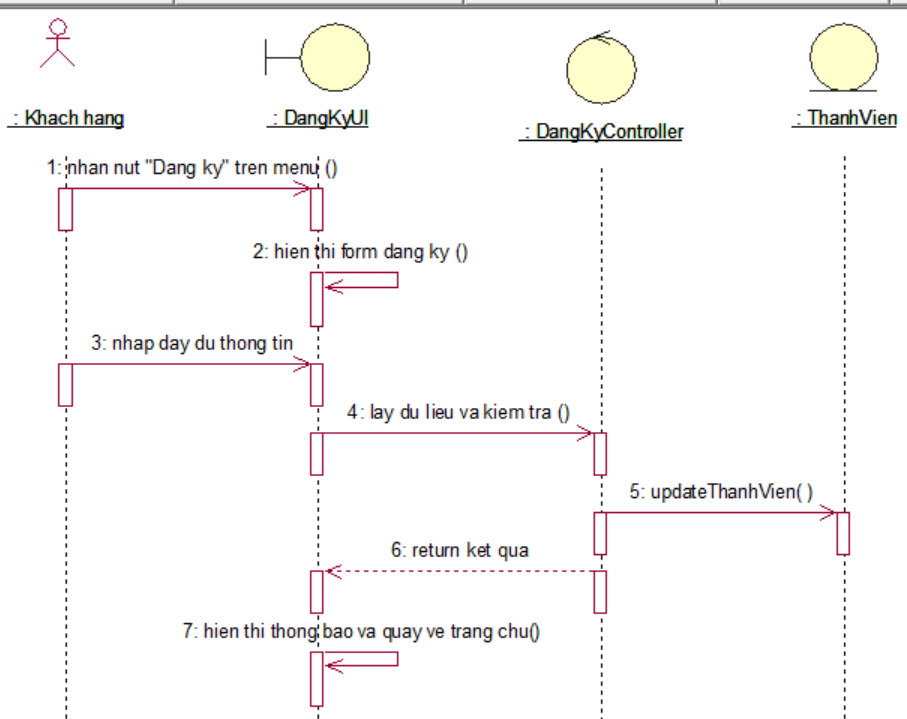 : Khach hang
: DangKyUI
: DangKyController
: ThanhVien
1: nhan nut "Dang ky" tren menu ()
2: hien thi form dang ky ()
3: nhap day du thong tin
4: lay du lieu va kiem tra ()
5: updateThanhVien( )
6: return ket qua
7: hien thi thong bao va quay ve trang chu()